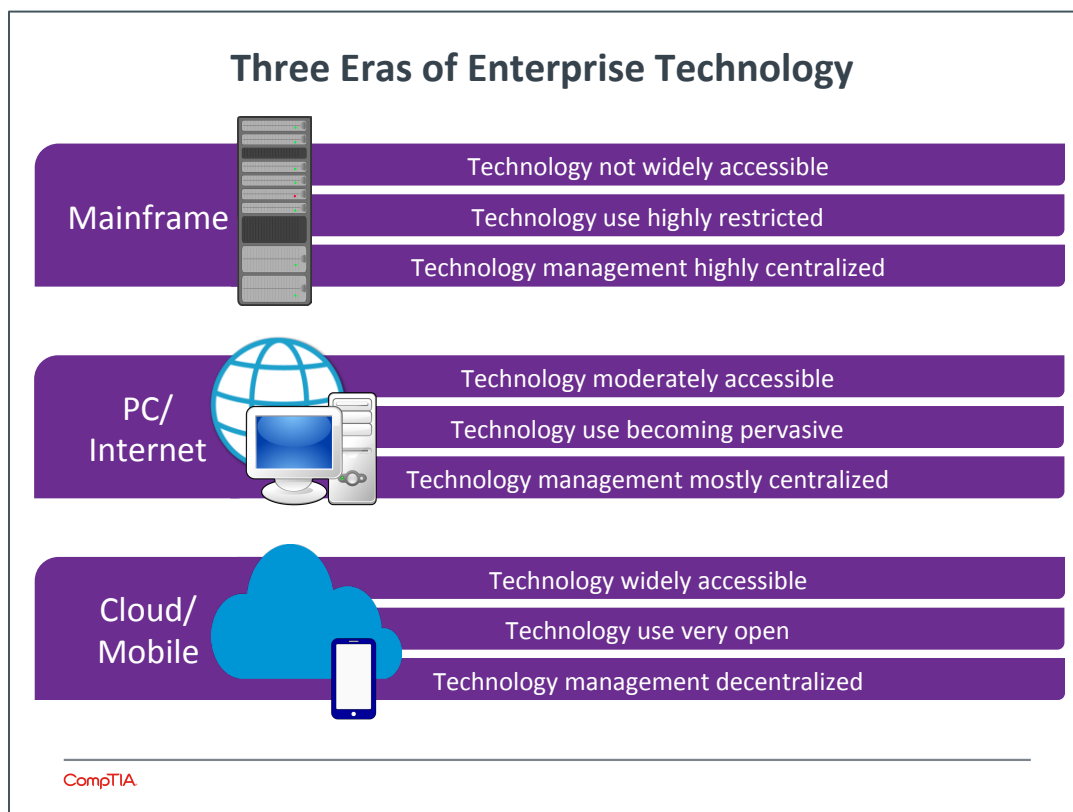 Three Eras of Enterprise Technology
Mainframe
Technology not widely accessible
Technology use highly restricted
Technology management highly centralized
PC/
Internet
Technology moderately accessible
Technology use becoming pervasive
Technology management mostly centralized
Cloud/
Mobile
Technology widely accessible
Technology use very open
Technology management decentralized
CompTIA.